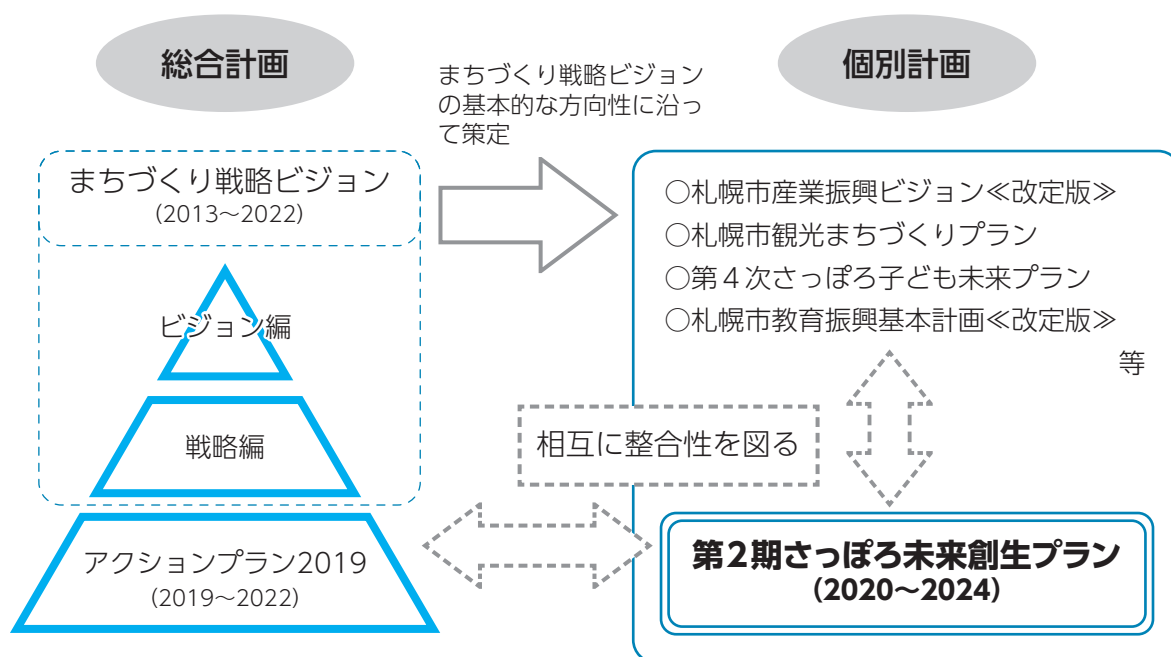 総合計画
まちづくり戦略ビジョン
の基本的な方向性に沿っ
て策定
個別計画
まちづくり戦略ビジョン
(2013～2022)
ビジョン編
戦略編
アクションプラン2019
(2019～2022)
○札幌市産業振興ビジョン≪改定版≫
○札幌市観光まちづくりプラン
○第４次さっぽろ子ども未来プラン
○札幌市教育振興基本計画≪改定版≫
等
相互に整合性を図る
第２期さっぽろ未来創生プラン
(2020～2024)